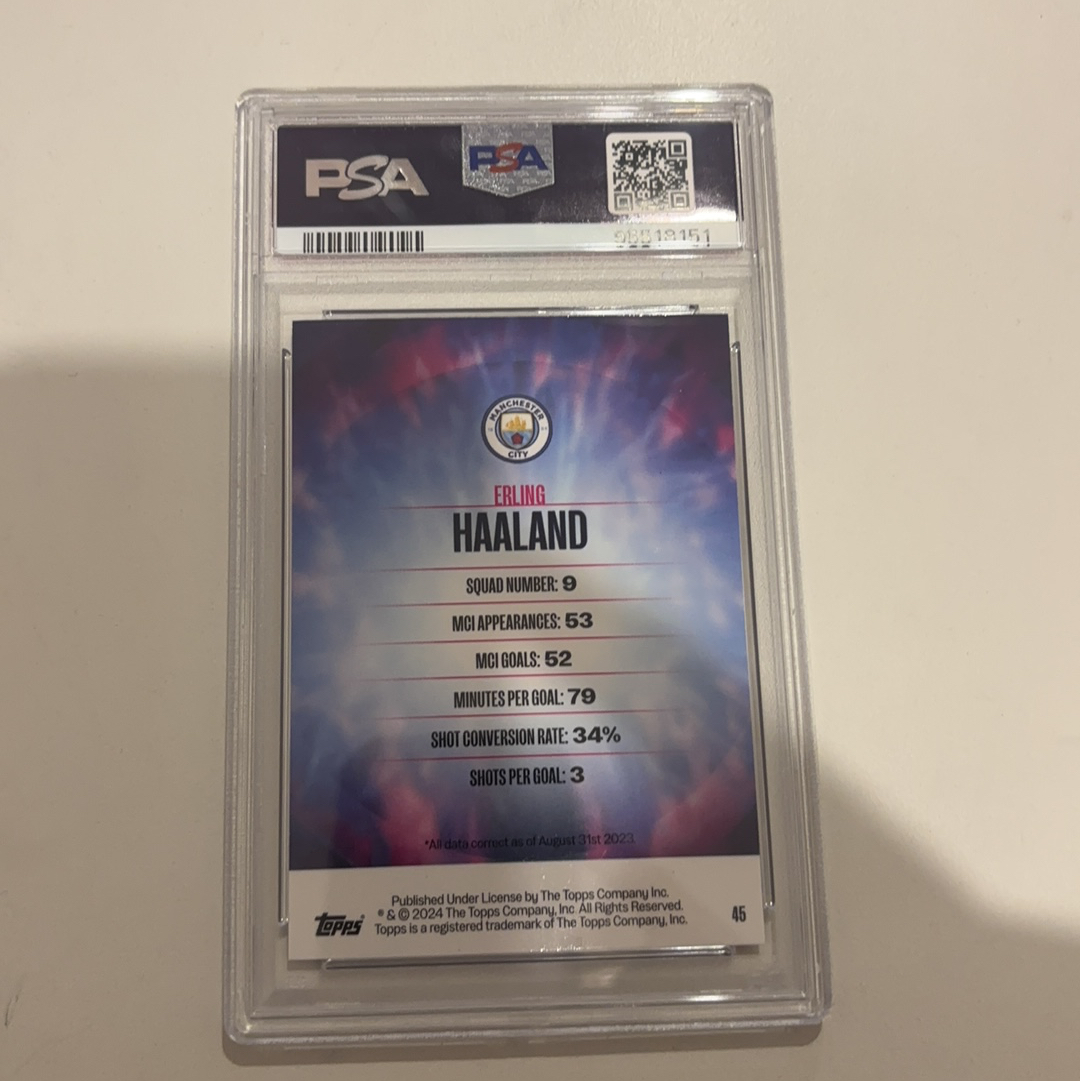 PSA
PSA
MANCHESTER
CITY
ERLING
HAALAND
SQUAD NUMBER: 9
MCI APPEARANCES: 53
MCI GOALS: 52
MINUTES PER GOAL: 79
SHOT CONVERSION RATE: 34%
SHOTS PER GOAL: 3
*All data correct as of August 31st 2023
Published Under License by The Topps Company Inc.
® & © 2024 The Topps Company, Inc. All Rights Reserved.
Topps is a registered trademark of The Topps Company, Inc.
Topps
45